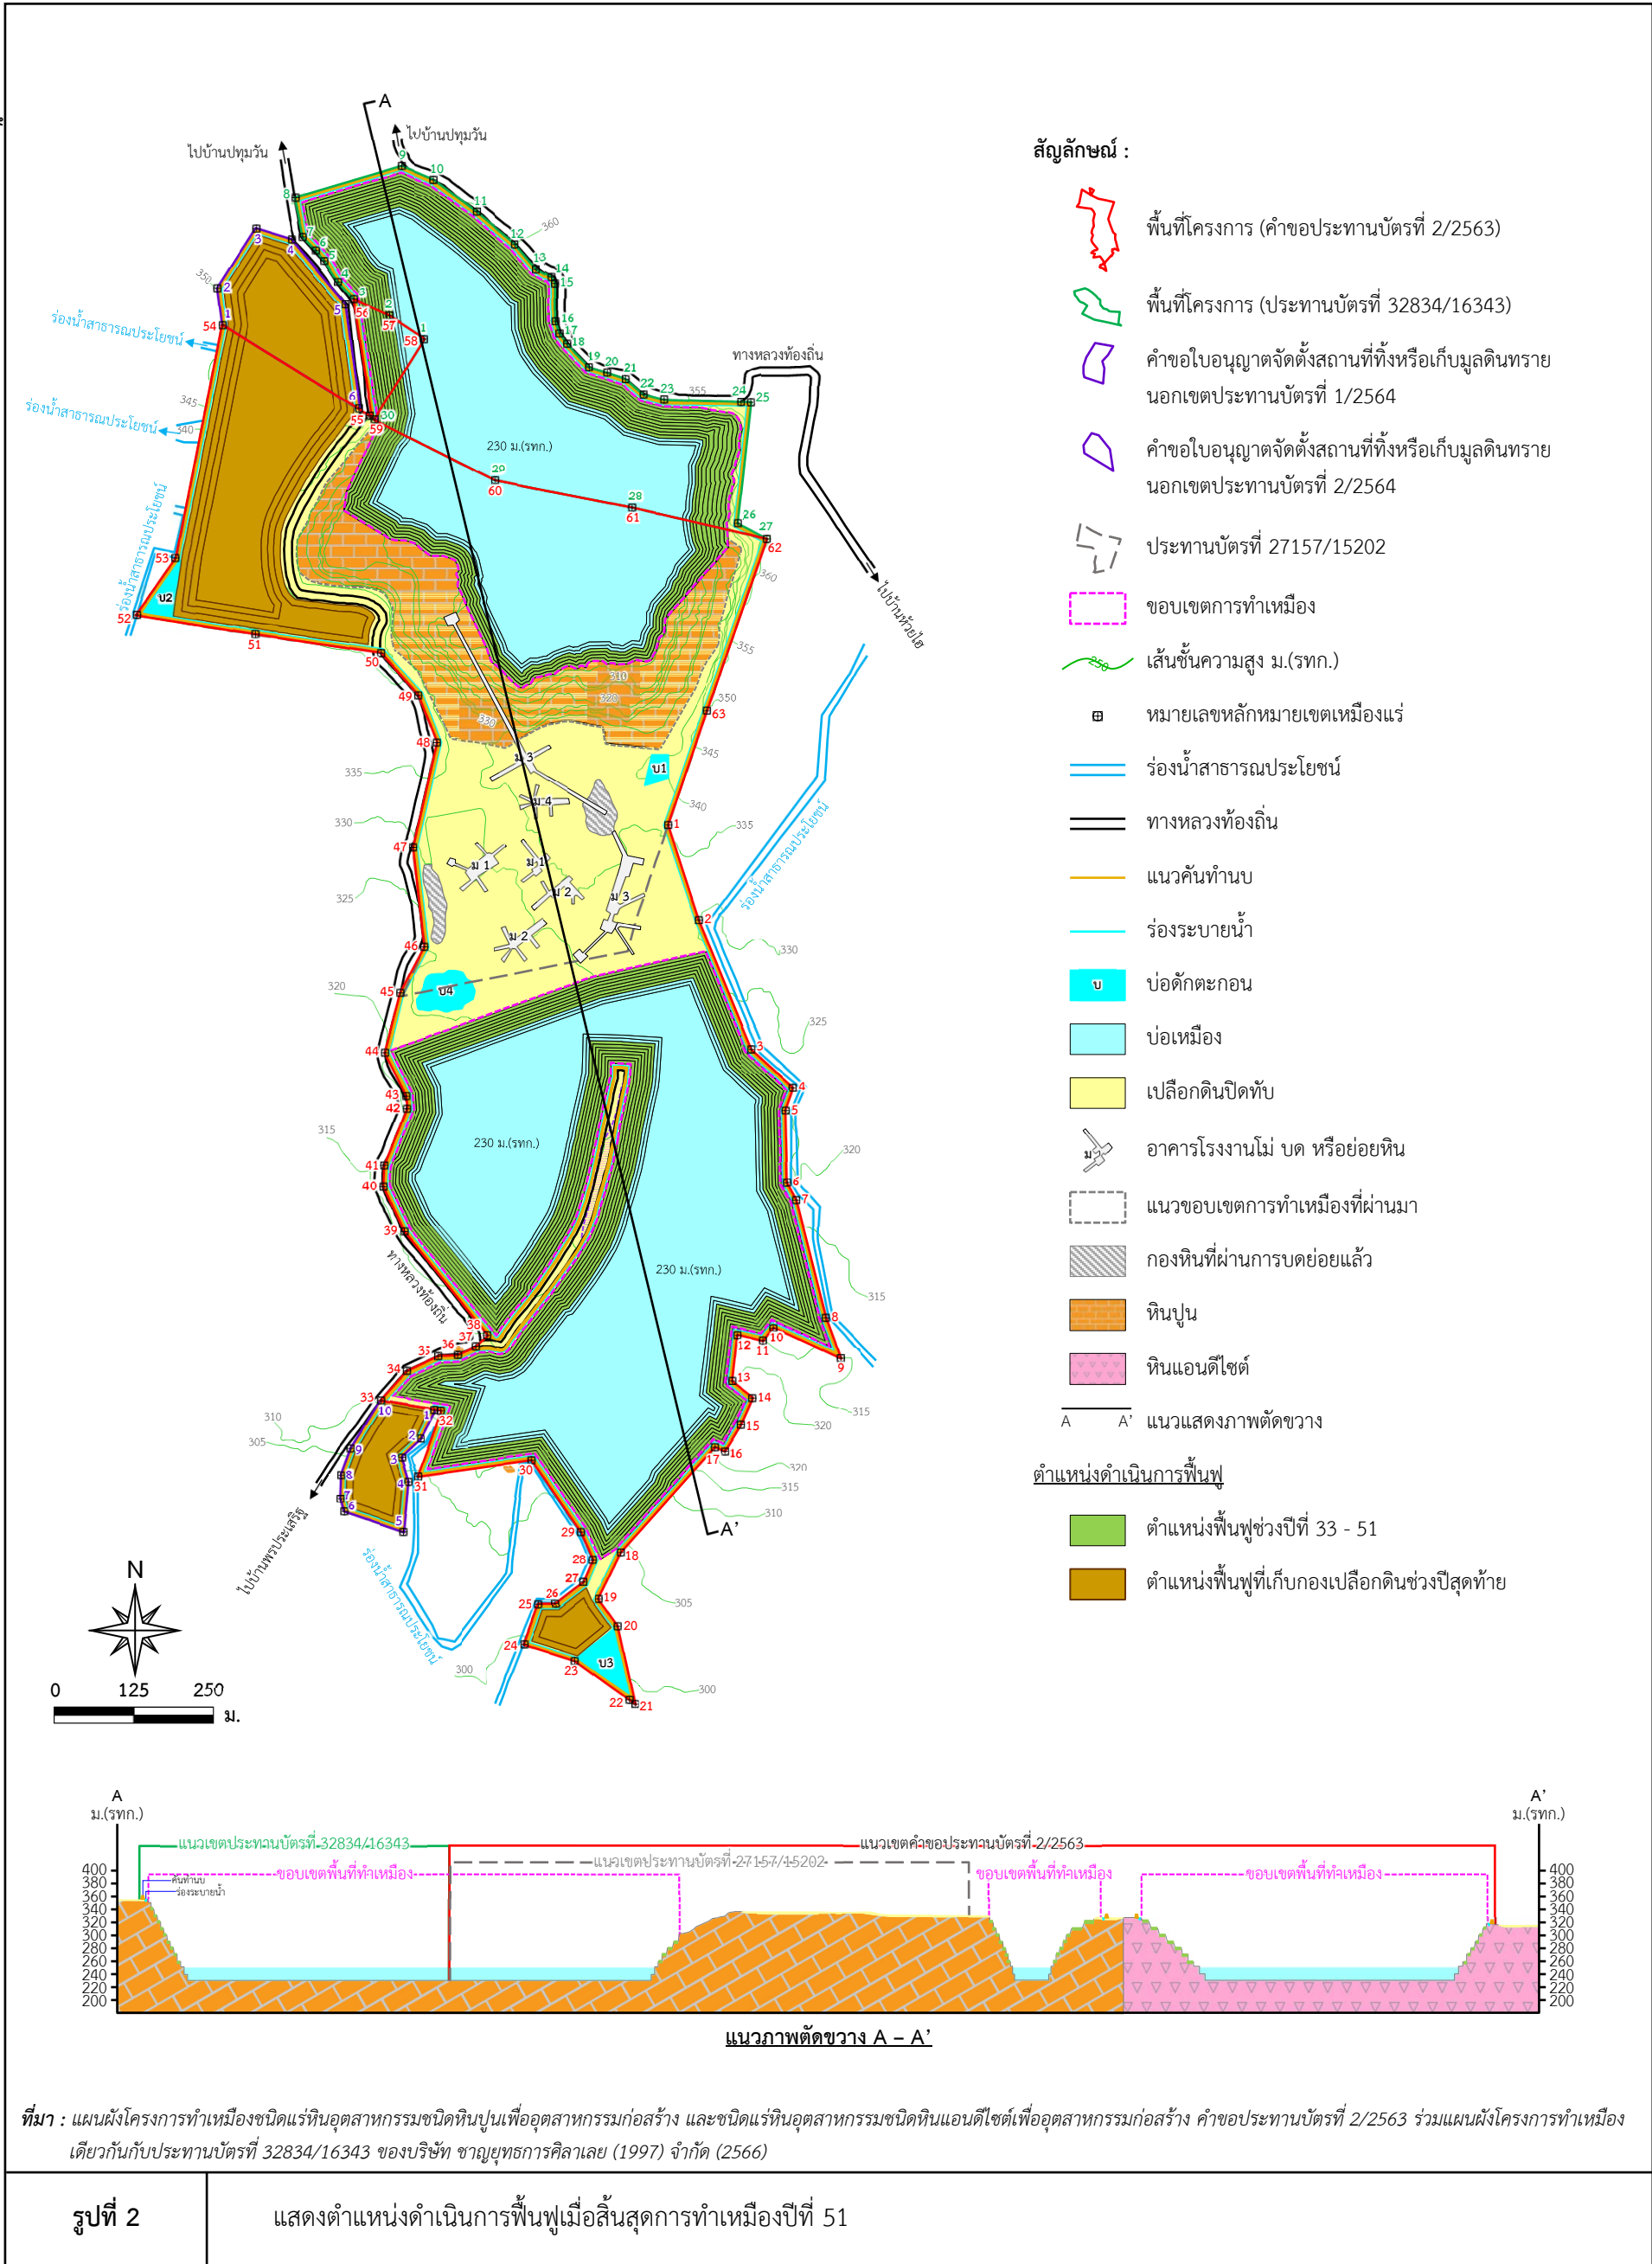 A
ไปบ้านปทุมวัน
ไปบ้านปทุมวัน
ร่องน้ำสาธารณประโยชน์
ร่องน้ำสาธารณประโยชน์
ร่องน้ำสาธารณประโยชน์
ทางหลวงท้องถิ่น
ไปบ้านห้วยไฮ
230 ม.(รทก.)
บ2
บ1
ม 3
ม 4
ม 1
ม 1
ม 2
ม 3
ม 2
บ4
ร่องน้ำสาธารณประโยชน์
230 ม.(รทก.)
230 ม.(รทก.)
ทางหลวงท้องถิ่น
ไปบ้านพรประเสริฐ
ร่องน้ำสาธารณประโยชน์
บ3
A'
N
0 125 250
ม.
สัญลักษณ์ :
พื้นที่โครงการ (คำขอประทานบัตรที่ 2/2563)
พื้นที่โครงการ (ประทานบัตรที่ 32834/16343)
คำขอใบอนุญาตจัดตั้งสถานที่ทิ้งหรือเก็บมูลดินทราย
นอกเขตประทานบัตรที่ 1/2564
คำขอใบอนุญาตจัดตั้งสถานที่ทิ้งหรือเก็บมูลดินทราย
นอกเขตประทานบัตรที่ 2/2564
ประทานบัตรที่ 27157/15202
ขอบเขตการทำเหมือง
250 เส้นชั้นความสูง ม.(รทก.)
หมายเลขหลักหมายเขตเหมืองแร่
ร่องน้ำสาธารณประโยชน์
ทางหลวงท้องถิ่น
แนวคันทำนบ
ร่องระบายน้ำ
บ บ่อดักตะกอน
บ่อเหมือง
เปลือกดินปิดทับ
อาคารโรงงานโม่ บด หรือย่อยหิน
แนวขอบเขตการทำเหมืองที่ผ่านมา
กองหินที่ผ่านการบดย่อยแล้ว
หินปูน
หินแอนดีไซต์
A A' แนวแสดงภาพตัดขวาง
ตำแหน่งดำเนินการฟื้นฟู
ตำแหน่งฟื้นฟูช่วงปีที่ 33 - 51
ตำแหน่งฟื้นฟูที่เก็บกองเปลือกดินช่วงปีสุดท้าย
A
ม.(รทก.)
A'
ม.(รทก.)
แนวเขตประทานบัตรที่ 32834/16343
แนวเขตคำขอประทานบัตรที่ 2/2563
แนวเขตประทานบัตรที่ 27157/15202
ขอบเขตพื้นที่ทำเหมือง
ขอบเขตพื้นที่ทำเหมือง
ขอบเขตพื้นที่ทำเหมือง
คันทำนบ
ร่องระบายน้ำ
400 400
380 380
360 360
340 340
320 320
300 300
280 280
260 260
240 240
220 220
200 200
แนวภาพตัดขวาง A – A'
ที่มา : แผนผังโครงการทำเหมืองชนิดแร่หินอุตสาหกรรมชนิดหินปูนเพื่ออุตสาหกรรมก่อสร้าง และชนิดแร่หินอุตสาหกรรมชนิดหินแอนดีไซต์เพื่ออุตสาหกรรมก่อสร้าง คำขอประทานบัตรที่ 2/2563 ร่วมแผนผังโครงการทำเหมือง
เดียวกันกับประทานบัตรที่ 32834/16343 ของบริษัท ชาญยุทธการศิลาเลย (1997) จำกัด (2566)
รูปที่ 2
แสดงตำแหน่งดำเนินการฟื้นฟูเมื่อสิ้นสุดการทำเหมืองปีที่ 51